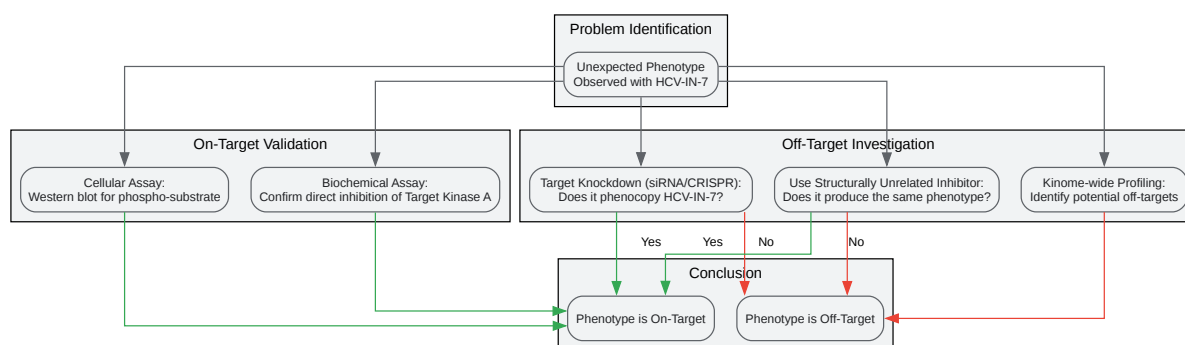 Problem Identification
Unexpected Phenotype
Observed with HCV-IN-7
On-Target Validation
Off-Target Investigation
Cellular Assay:
Western blot for phospho-substrate
Biochemical Assay:
Confirm direct inhibition of Target Kinase A
Target Knockdown (siRNA/CRISPR):
Does it phenocopy HCV-IN-7?
Use Structurally Unrelated Inhibitor:
Does it produce the same phenotype?
Kinome-wide Profiling:
Identify potential off-targets
Yes
Yes
No
No
Conclusion
Phenotype is On-Target
Phenotype is Off-Target